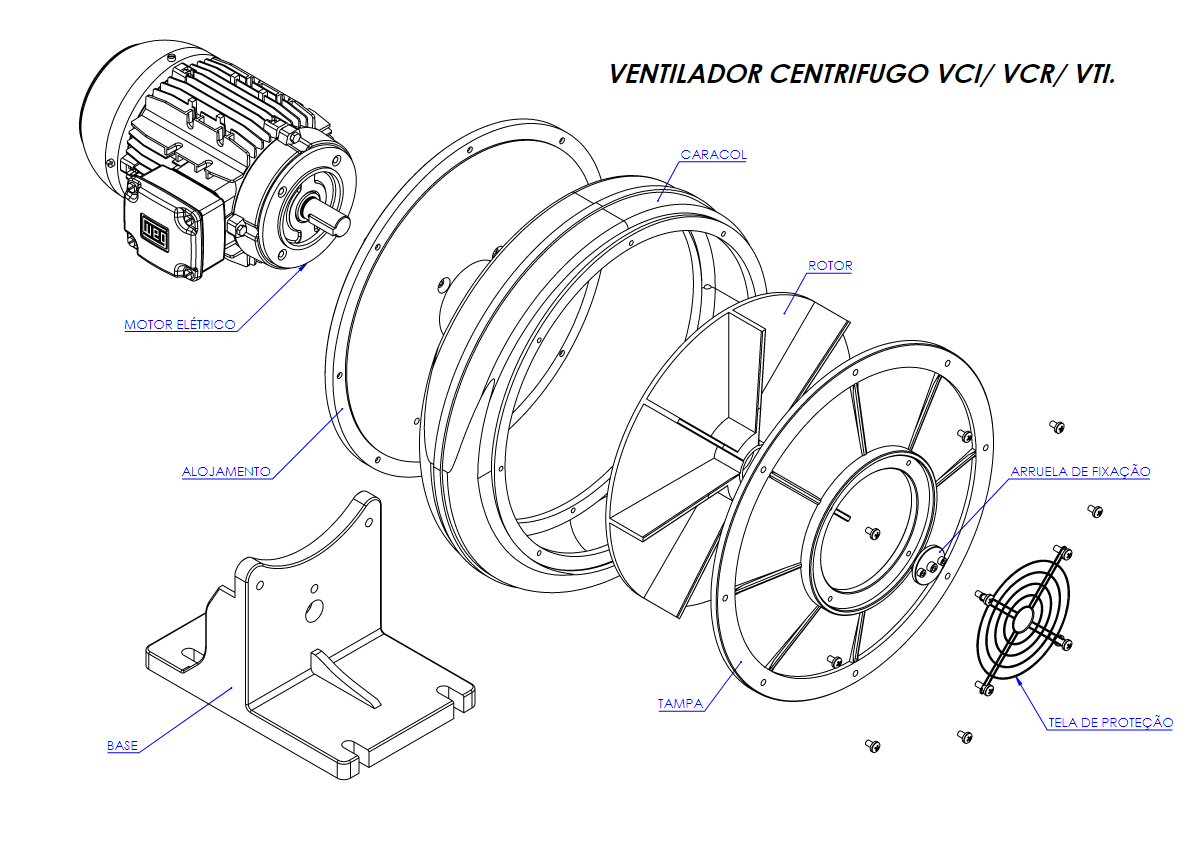 VENTILADOR CENTRIFUGO VCI/ VCR/ VTI.
CARACOL
WEG
ROTOR
MOTOR ELÉTRICO
ALOJAMENTO
ARRUELA DE FIXAÇÃO
TAMPA
TELA DE PROTEÇÃO
BASE